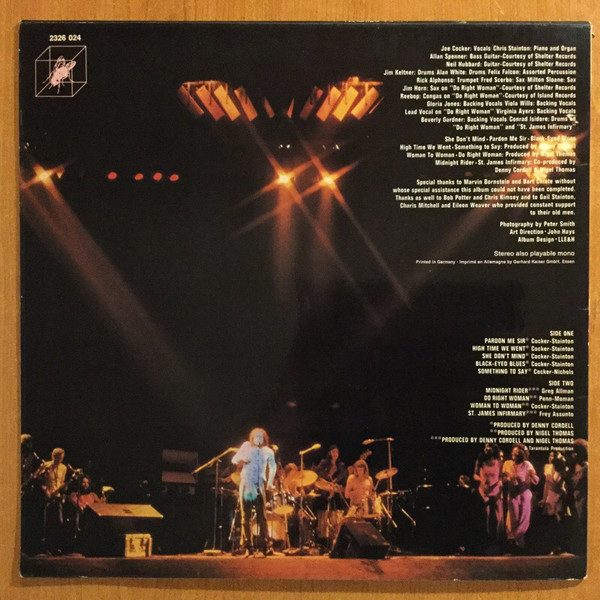 2326 024
Joe Cocker: Vocals Chris Stainton: Piano and Organ
Allan Spenner: Bass Guitar-Courtesy of Shelter Records
Neil Hubbard: Guitar-Courtesy of Shelter Records
Jim Keltner: Drums Alan White: Drums Felix Falcon: Assorted Percussion
Rick Alphonso: Trumpet Fred Scerbo: Sax Milton Sloane: Sax
Jim Horn: Sax on "Do Right Woman"-Courtesy of Shelter Records
Reebop: Congas on "Do Right Woman"-Courtesy of Island Records
Gloria Jones: Backing Vocals Viola Wills: Backing Vocals
Lead Vocal on "Do Right Woman" Virginia Ayers: Backing Vocals
Beverly Gardner: Backing Vocals Conrad Isidore: Drums
"Do Right Woman" and "St. James Infirmary"
She Don't Mind-Pardon Me Sir-Black-Eyed Blues
High Time We Went-Something to Say: Produced by Denny Cordell
Woman To Woman-Do Right Woman: Produced by Nigel Thomas
Midnight Rider-St. James Infirmary: Co-produced by
Denny Cordell & Nigel Thomas
Special thanks to Marvin Bornstein and Bart Chiate without
whose special assistance this album could not have been completed.
Thanks as well to Bob Potter and Chris Kimsey and to Gail Stainton,
Charis Mitchell and Eileen Weaver who provided constant support
to their old men.
Photography by Peter Smith
Art Direction-John Hays
Album Design-LLE&H
Stereo also playable mono
Printed in Germany · Imprimé en Allemagne by Gerhard Kaiser GmbH, Essen
SIDE ONE
PARDON ME SIR* Cocker-Stainton
HIGH TIME WE WENT* Cocker-Stainton
SHE DON'T MIND* Cocker-Stainton
BLACK-EYED BLUES* Cocker-Stainton
SOMETHING TO SAY* Cocker-Nichols
SIDE TWO
MIDNIGHT RIDER*** Greg Allman
DO RIGHT WOMAN** Penn-Moman
WOMAN TO WOMAN** Cocker-Stainton
ST. JAMES INFIRMARY*** Frey Assunto
*PRODUCED BY DENNY CORDELL
**PRODUCED BY NIGEL THOMAS
***PRODUCED BY DENNY CORDELL AND NIGEL THOMAS
A Tarantula Production